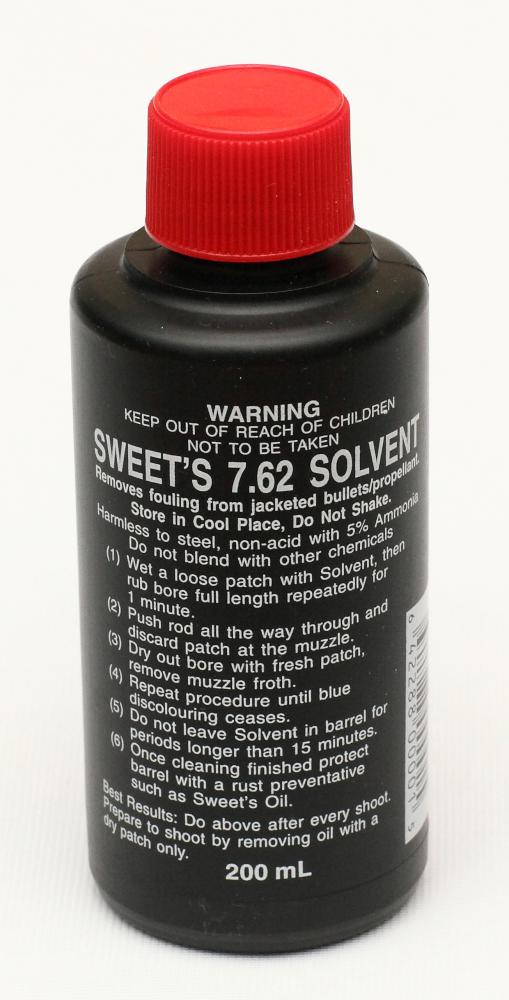 WARNING
KEEP OUT OF REACH OF CHILDREN
NOT TO BE TAKEN
SWEET'S 7.62 SOLVENT
Removes fouling from jacketed bullets/propellant.
Store in Cool Place, Do Not Shake.
Harmless to steel, non-acid with 5% Ammonia
Do not blend with other chemicals
(1) Wet a loose patch with Solvent, then
rub bore full length repeatedly for
1 minute.
(2) Push rod all the way through and
discard patch at the muzzle.
(3) Dry out bore with fresh patch,
remove muzzle froth.
(4) Repeat procedure until blue
discolouring ceases.
(5) Do not leave Solvent in barrel for
periods longer than 15 minutes.
(6) Once cleaning finished protect
barrel with a rust preventative
such as Sweet's Oil.
Best Results: Do above after every shoot.
Prepare to shoot by removing oil with a
dry patch only.
200 mL